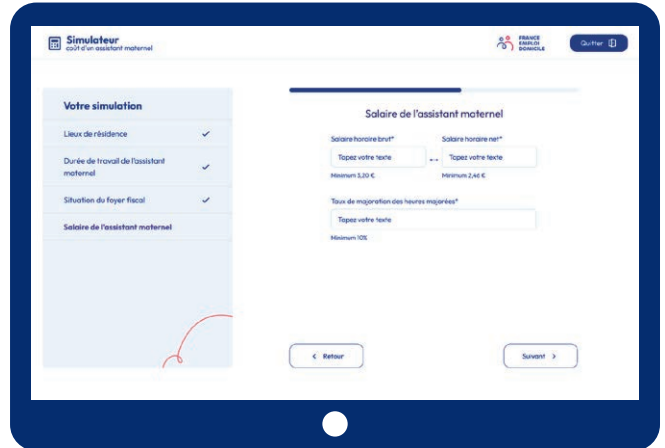 Simulateur
coût d'un assistant maternel
FRANCE
EMPLOI
DOMICILE
Quitter
Votre simulation
Lieux de résidence
Durée de travail de l'assistant
maternel
Situation du foyer fiscal
Salaire de l'assistant maternel
Salaire de l'assistant maternel
Salaire horaire brut*
Salaire horaire net*
Tapez votre texte
Tapez votre texte
Minimum 3,20 €
Minimum 2,46 €
Taux de majoration des heures majorées*
Tapez votre texte
Minimum 10%
Retour
Suivant